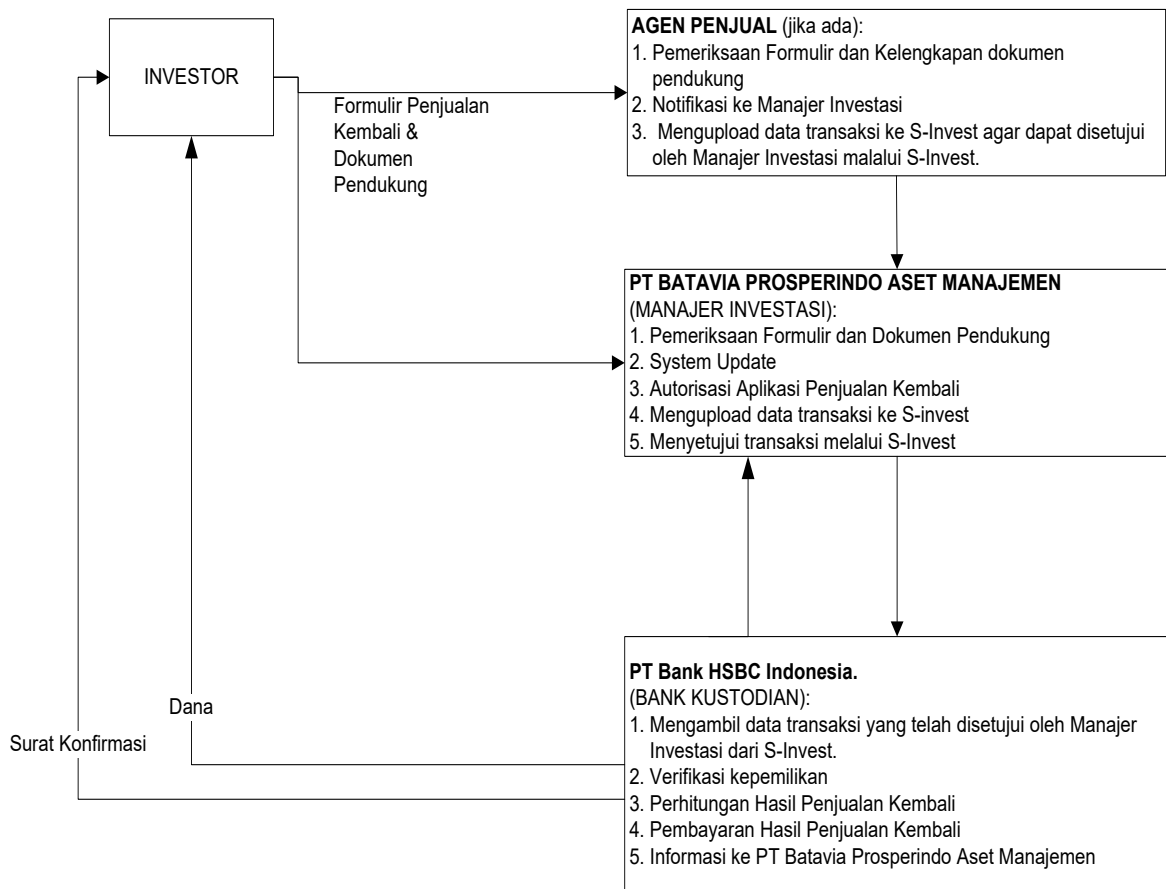 INVESTOR
Formulir Penjualan
Kembali &
Dokumen
Pendukung
AGEN PENJUAL (jika ada):
1. Pemeriksaan Formulir dan Kelengkapan dokumen
pendukung
2. Notifikasi ke Manajer Investasi
3. Mengupload data transaksi ke S-Invest agar dapat disetujui
oleh Manajer Investasi malalui S-Invest.
PT BATAVIA PROSPERINDO ASET MANAJEMEN
(MANAJER INVESTASI):
1. Pemeriksaan Formulir dan Dokumen Pendukung
2. System Update
3. Autorisasi Aplikasi Penjualan Kembali
4. Mengupload data transaksi ke S-invest
5. Menyetujui transaksi melalui S-Invest
PT Bank HSBC Indonesia.
(BANK KUSTODIAN):
1. Mengambil data transaksi yang telah disetujui oleh Manajer
Investasi dari S-Invest.
2. Verifikasi kepemilikan
3. Perhitungan Hasil Penjualan Kembali
4. Pembayaran Hasil Penjualan Kembali
5. Informasi ke PT Batavia Prosperindo Aset Manajemen
Dana
Surat Konfirmasi